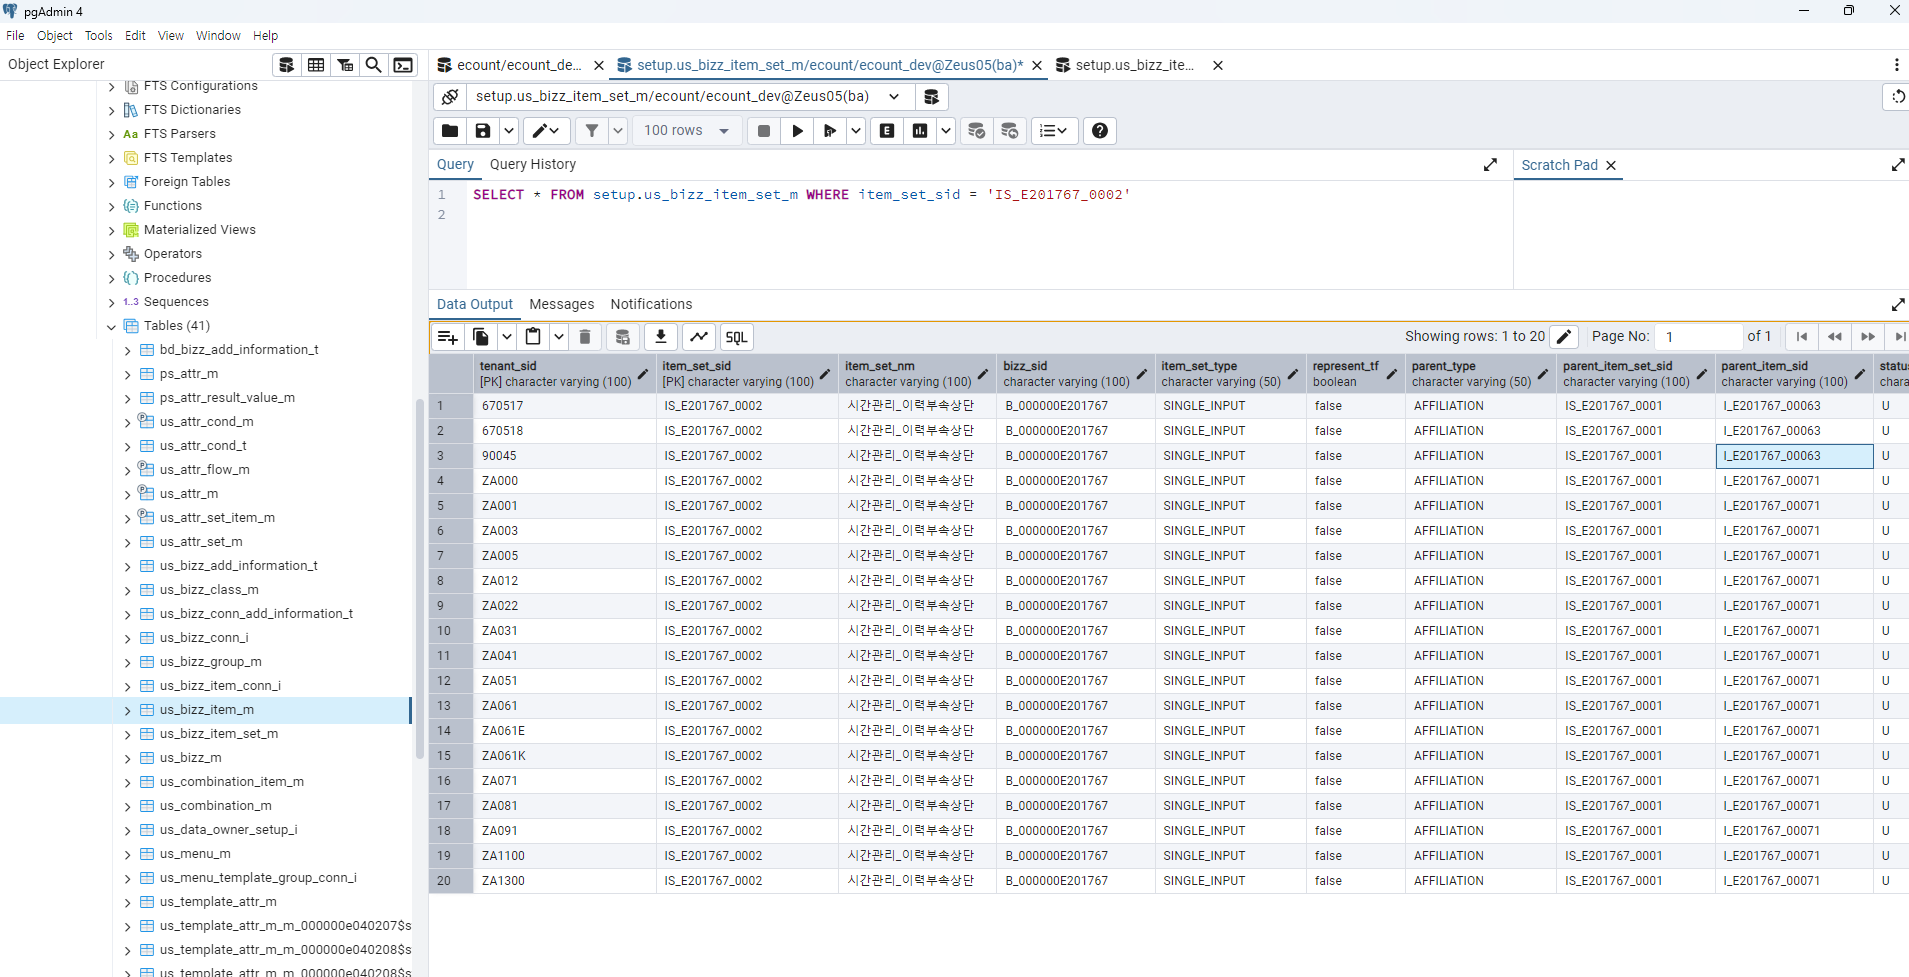 pgAdmin 4
File Object Tools Edit View Window Help
Object Explorer
FTS Configurations
FTS Dictionaries
Aa FTS Parsers
FTS Templates
Foreign Tables
Functions
Materialized Views
Operators
Procedures
1..3 Sequences
Tables (41)
bd_bizz_add_information_t
ps_attr_m
ps_attr_result_value_m
us_attr_cond_m
us_attr_cond_t
us_attr_flow_m
us_attr_m
us_attr_set_item_m
us_attr_set_m
us_bizz_add_information_t
us_bizz_class_m
us_bizz_conn_add_information_t
us_bizz_conn_i
us_bizz_group_m
us_bizz_item_conn_i
us_bizz_item_m
us_bizz_item_set_m
us_bizz_m
us_combination_item_m
us_combination_m
us_data_owner_setup_i
us_menu_m
us_menu_template_group_conn_i
us_template_attr_m
us_template_attr_m_m_000000e040207$s
us_template_attr_m_m_000000e040208$s
us_template_attr_m_m_000000e040208$s
ecount/ecount_de... setup.us_bizz_item_set_m/ecount/ecount_dev@Zeus05(ba)* setup.us_bizz_ite...
setup.us_bizz_item_set_m/ecount/ecount_dev@Zeus05(ba)
100 rows E
Query Query History Scratch Pad
1 SELECT * FROM setup.us_bizz_item_set_m WHERE item_set_sid = 'IS_E201767_0002'
2
Data Output Messages Notifications
SQL Showing rows: 1 to 20 Page No: 1 of 1
tenant_sid item_set_sid item_set_nm bizz_sid item_set_type represent_tf parent_type parent_item_set_sid parent_item_sid statu
[PK] character varying (100) [PK] character varying (100) character varying (100) character varying (100) character varying (50) boolean character varying (50) character varying (100) character varying (100) chara
1 670517 IS_E201767_0002 시간관리_이력부속상단 B_000000E201767 SINGLE_INPUT false AFFILIATION IS_E201767_0001 I_E201767_00063 U
2 670518 IS_E201767_0002 시간관리_이력부속상단 B_000000E201767 SINGLE_INPUT false AFFILIATION IS_E201767_0001 I_E201767_00063 U
3 90045 IS_E201767_0002 시간관리_이력부속상단 B_000000E201767 SINGLE_INPUT false AFFILIATION IS_E201767_0001 I_E201767_00063 U
4 ZA000 IS_E201767_0002 시간관리_이력부속상단 B_000000E201767 SINGLE_INPUT false AFFILIATION IS_E201767_0001 I_E201767_00071 U
5 ZA001 IS_E201767_0002 시간관리_이력부속상단 B_000000E201767 SINGLE_INPUT false AFFILIATION IS_E201767_0001 I_E201767_00071 U
6 ZA003 IS_E201767_0002 시간관리_이력부속상단 B_000000E201767 SINGLE_INPUT false AFFILIATION IS_E201767_0001 I_E201767_00071 U
7 ZA005 IS_E201767_0002 시간관리_이력부속상단 B_000000E201767 SINGLE_INPUT false AFFILIATION IS_E201767_0001 I_E201767_00071 U
8 ZA012 IS_E201767_0002 시간관리_이력부속상단 B_000000E201767 SINGLE_INPUT false AFFILIATION IS_E201767_0001 I_E201767_00071 U
9 ZA022 IS_E201767_0002 시간관리_이력부속상단 B_000000E201767 SINGLE_INPUT false AFFILIATION IS_E201767_0001 I_E201767_00071 U
10 ZA031 IS_E201767_0002 시간관리_이력부속상단 B_000000E201767 SINGLE_INPUT false AFFILIATION IS_E201767_0001 I_E201767_00071 U
11 ZA041 IS_E201767_0002 시간관리_이력부속상단 B_000000E201767 SINGLE_INPUT false AFFILIATION IS_E201767_0001 I_E201767_00071 U
12 ZA051 IS_E201767_0002 시간관리_이력부속상단 B_000000E201767 SINGLE_INPUT false AFFILIATION IS_E201767_0001 I_E201767_00071 U
13 ZA061 IS_E201767_0002 시간관리_이력부속상단 B_000000E201767 SINGLE_INPUT false AFFILIATION IS_E201767_0001 I_E201767_00071 U
14 ZA061E IS_E201767_0002 시간관리_이력부속상단 B_000000E201767 SINGLE_INPUT false AFFILIATION IS_E201767_0001 I_E201767_00071 U
15 ZA061K IS_E201767_0002 시간관리_이력부속상단 B_000000E201767 SINGLE_INPUT false AFFILIATION IS_E201767_0001 I_E201767_00071 U
16 ZA071 IS_E201767_0002 시간관리_이력부속상단 B_000000E201767 SINGLE_INPUT false AFFILIATION IS_E201767_0001 I_E201767_00071 U
17 ZA081 IS_E201767_0002 시간관리_이력부속상단 B_000000E201767 SINGLE_INPUT false AFFILIATION IS_E201767_0001 I_E201767_00071 U
18 ZA091 IS_E201767_0002 시간관리_이력부속상단 B_000000E201767 SINGLE_INPUT false AFFILIATION IS_E201767_0001 I_E201767_00071 U
19 ZA1100 IS_E201767_0002 시간관리_이력부속상단 B_000000E201767 SINGLE_INPUT false AFFILIATION IS_E201767_0001 I_E201767_00071 U
20 ZA1300 IS_E201767_0002 시간관리_이력부속상단 B_000000E201767 SINGLE_INPUT false AFFILIATION IS_E201767_0001 I_E201767_00071 U